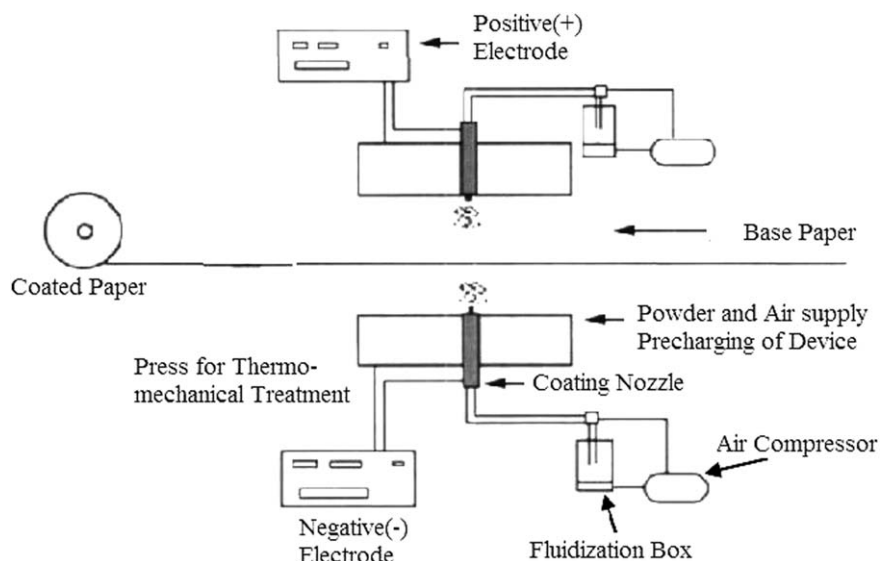 Positive(+)
Electrode
Base Paper
Coated Paper
Powder and Air supply
Precharging of Device
Press for Thermo-
mechanical Treatment
Coating Nozzle
Air Compressor
Negative(-)
Electrode
Fluidization Box